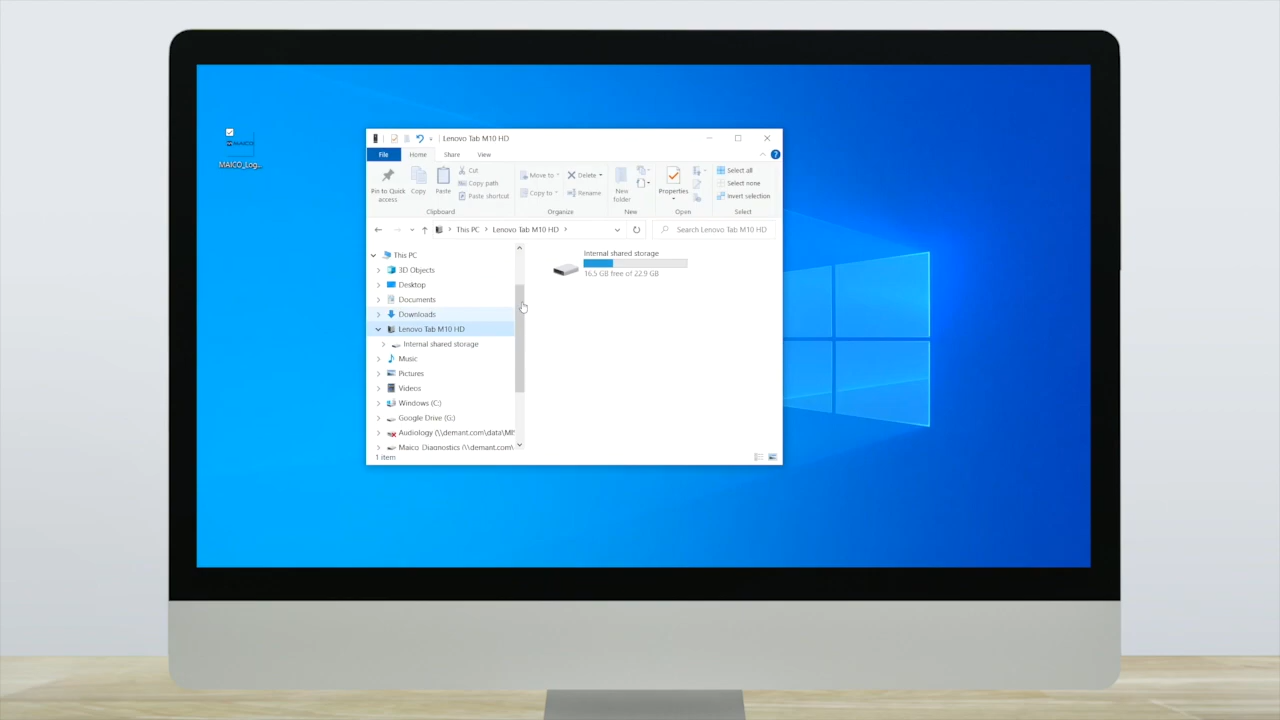 MAICO
MAICO_Log...
Lenovo Tab M10 HD
File
Home
Share
View
Pin to Quick
access
Copy
Paste
Cut
Copy path
Paste shortcut
Clipboard
Move to
Copy to
Delete
Rename
Organize
New
folder
New
Properties
Open
Select all
Select none
Invert selection
Select
This PC
Lenovo Tab M10 HD
Search Lenovo Tab M10 HD
This PC
3D Objects
Desktop
Documents
Downloads
Lenovo Tab M10 HD
Internal shared storage
Music
Pictures
Videos
Windows (C:)
Google Drive (G:)
Audiology (\\demant.com\data\MI
Maico_Diagnostics (\\demant.com\
Internal shared storage
16.5 GB free of 22.9 GB
1 item